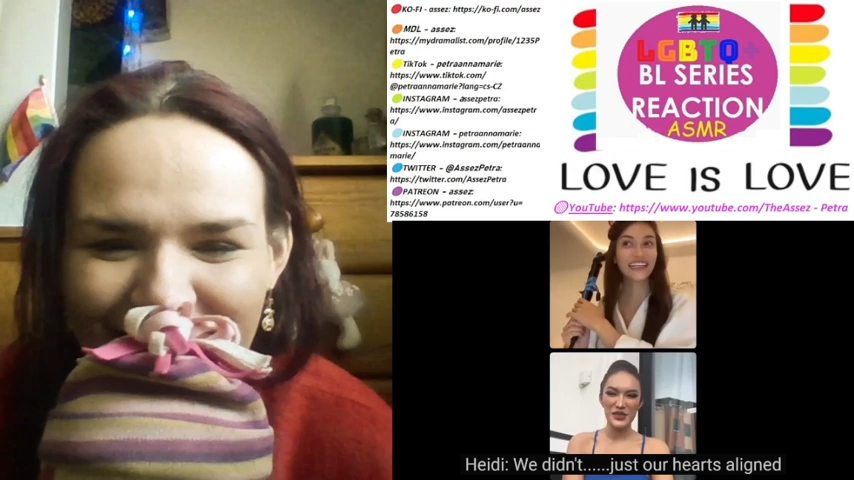 KO-FI - assez: https://ko-fi.com/assez
MDL - assez:
https://mydramalist.com/profile/1235P
etra
TikTok - petraannamarie:
https://www.tiktok.com/
@petraannamarie?lang=cs-CZ
INSTAGRAM - assezpetra:
https://www.instagram.com/assezpetr
a/
INSTAGRAM - petraannamarie:
https://www.instagram.com/petraanna
marie/
TWITTER - @AssezPetra:
https://twitter.com/AssezPetra
PATREON - assez:
https://www.patreon.com/user?u=
78586158
LGBTQ+
BL SERIES
REACTION
ASMR
LOVE IS LOVE
YouTube: https://www.youtube.com/TheAssez - Petra
Heidi: We didn't......just our hearts aligned